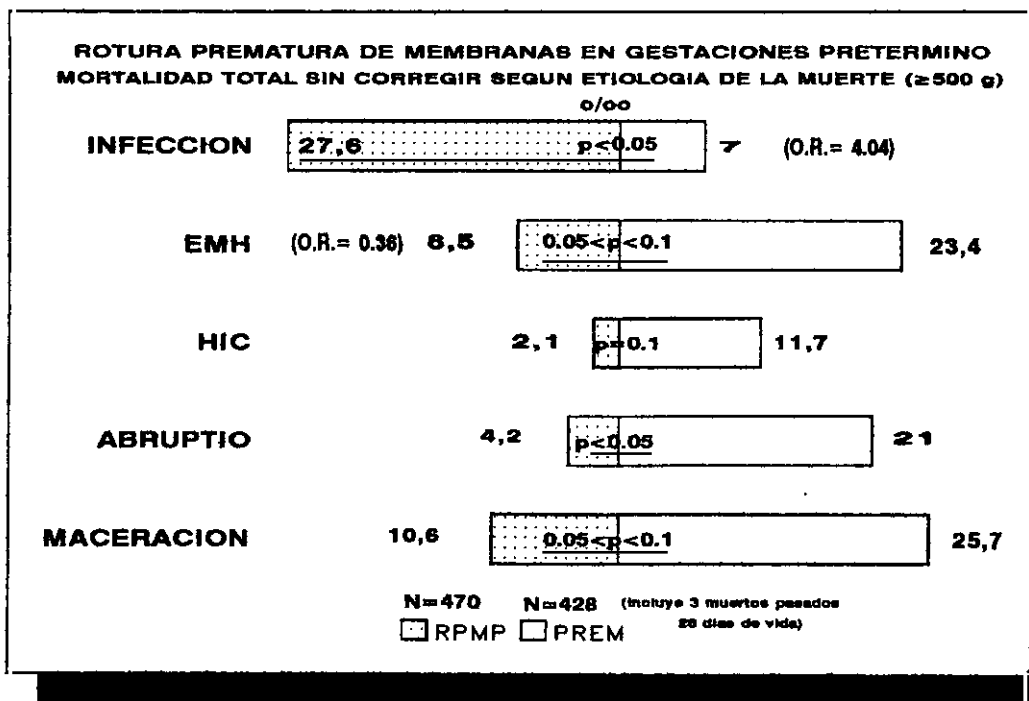 ROTURA PREMATURA DE MEMBRANAS EN GESTACIONES PRETERMINO
MORTALIDAD TOTAL SIN CORREGIR SEGUN ETIOLOGIA DE LA MUERTE (≥500 g)
o/oo
INFECCION 27,6 p<0.05 7 (O.R.= 4.04)
EMH (O.R.= 0.36) 8,5 0.05<p<0.1 23,4
HIC 2,1 p=0.1 11,7
ABRUPTIO 4,2 p<0.05 21
MACERACION 10,6 0.05<p<0.1 25,7
N=470 N=428 (incluye 3 muertos pasados
28 dias de vida)
RPMP PREM